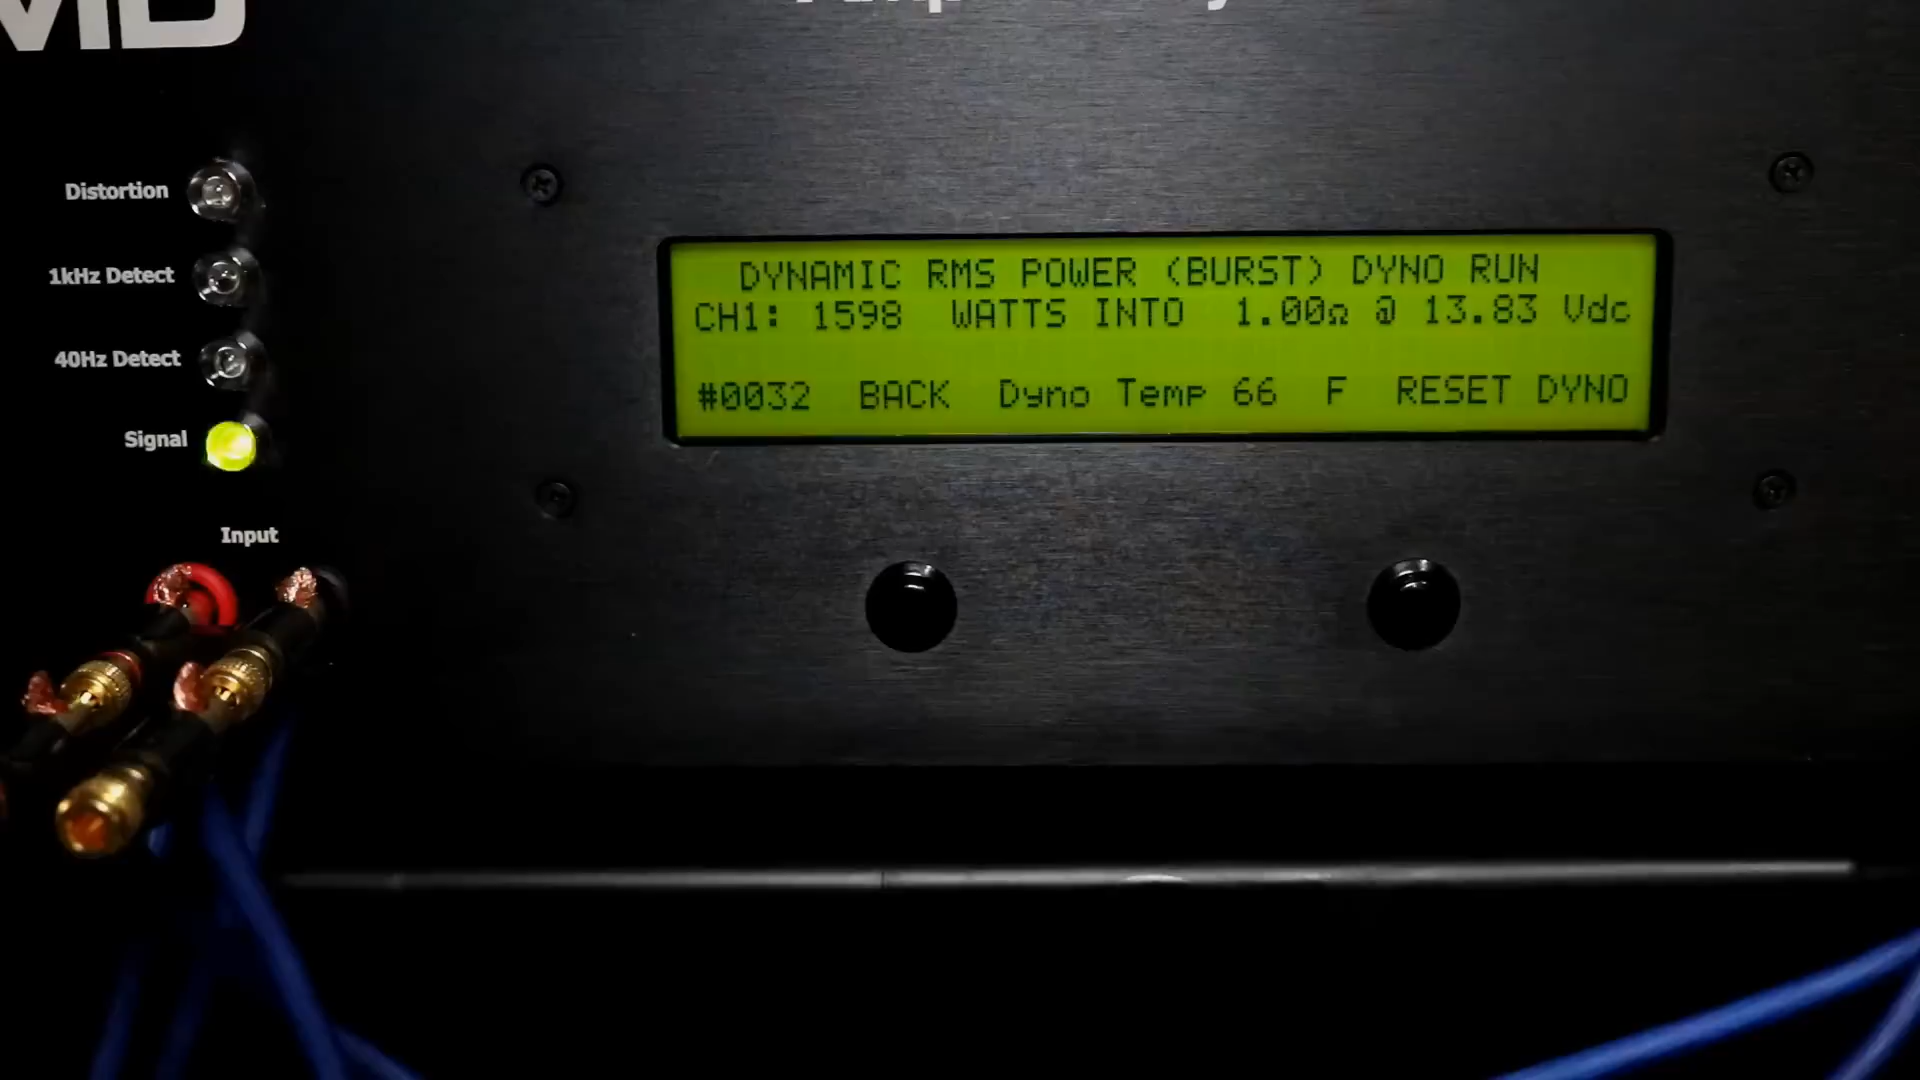 Distortion
1kHz Detect
40Hz Detect
Signal
Input
DYNAMIC RMS POWER (BURST) DYNO RUN
CH1: 1598 WATTS INTO 1.00Ω @ 13.83 Vdc
#0032 BACK Dyno Temp 66 F RESET DYNO